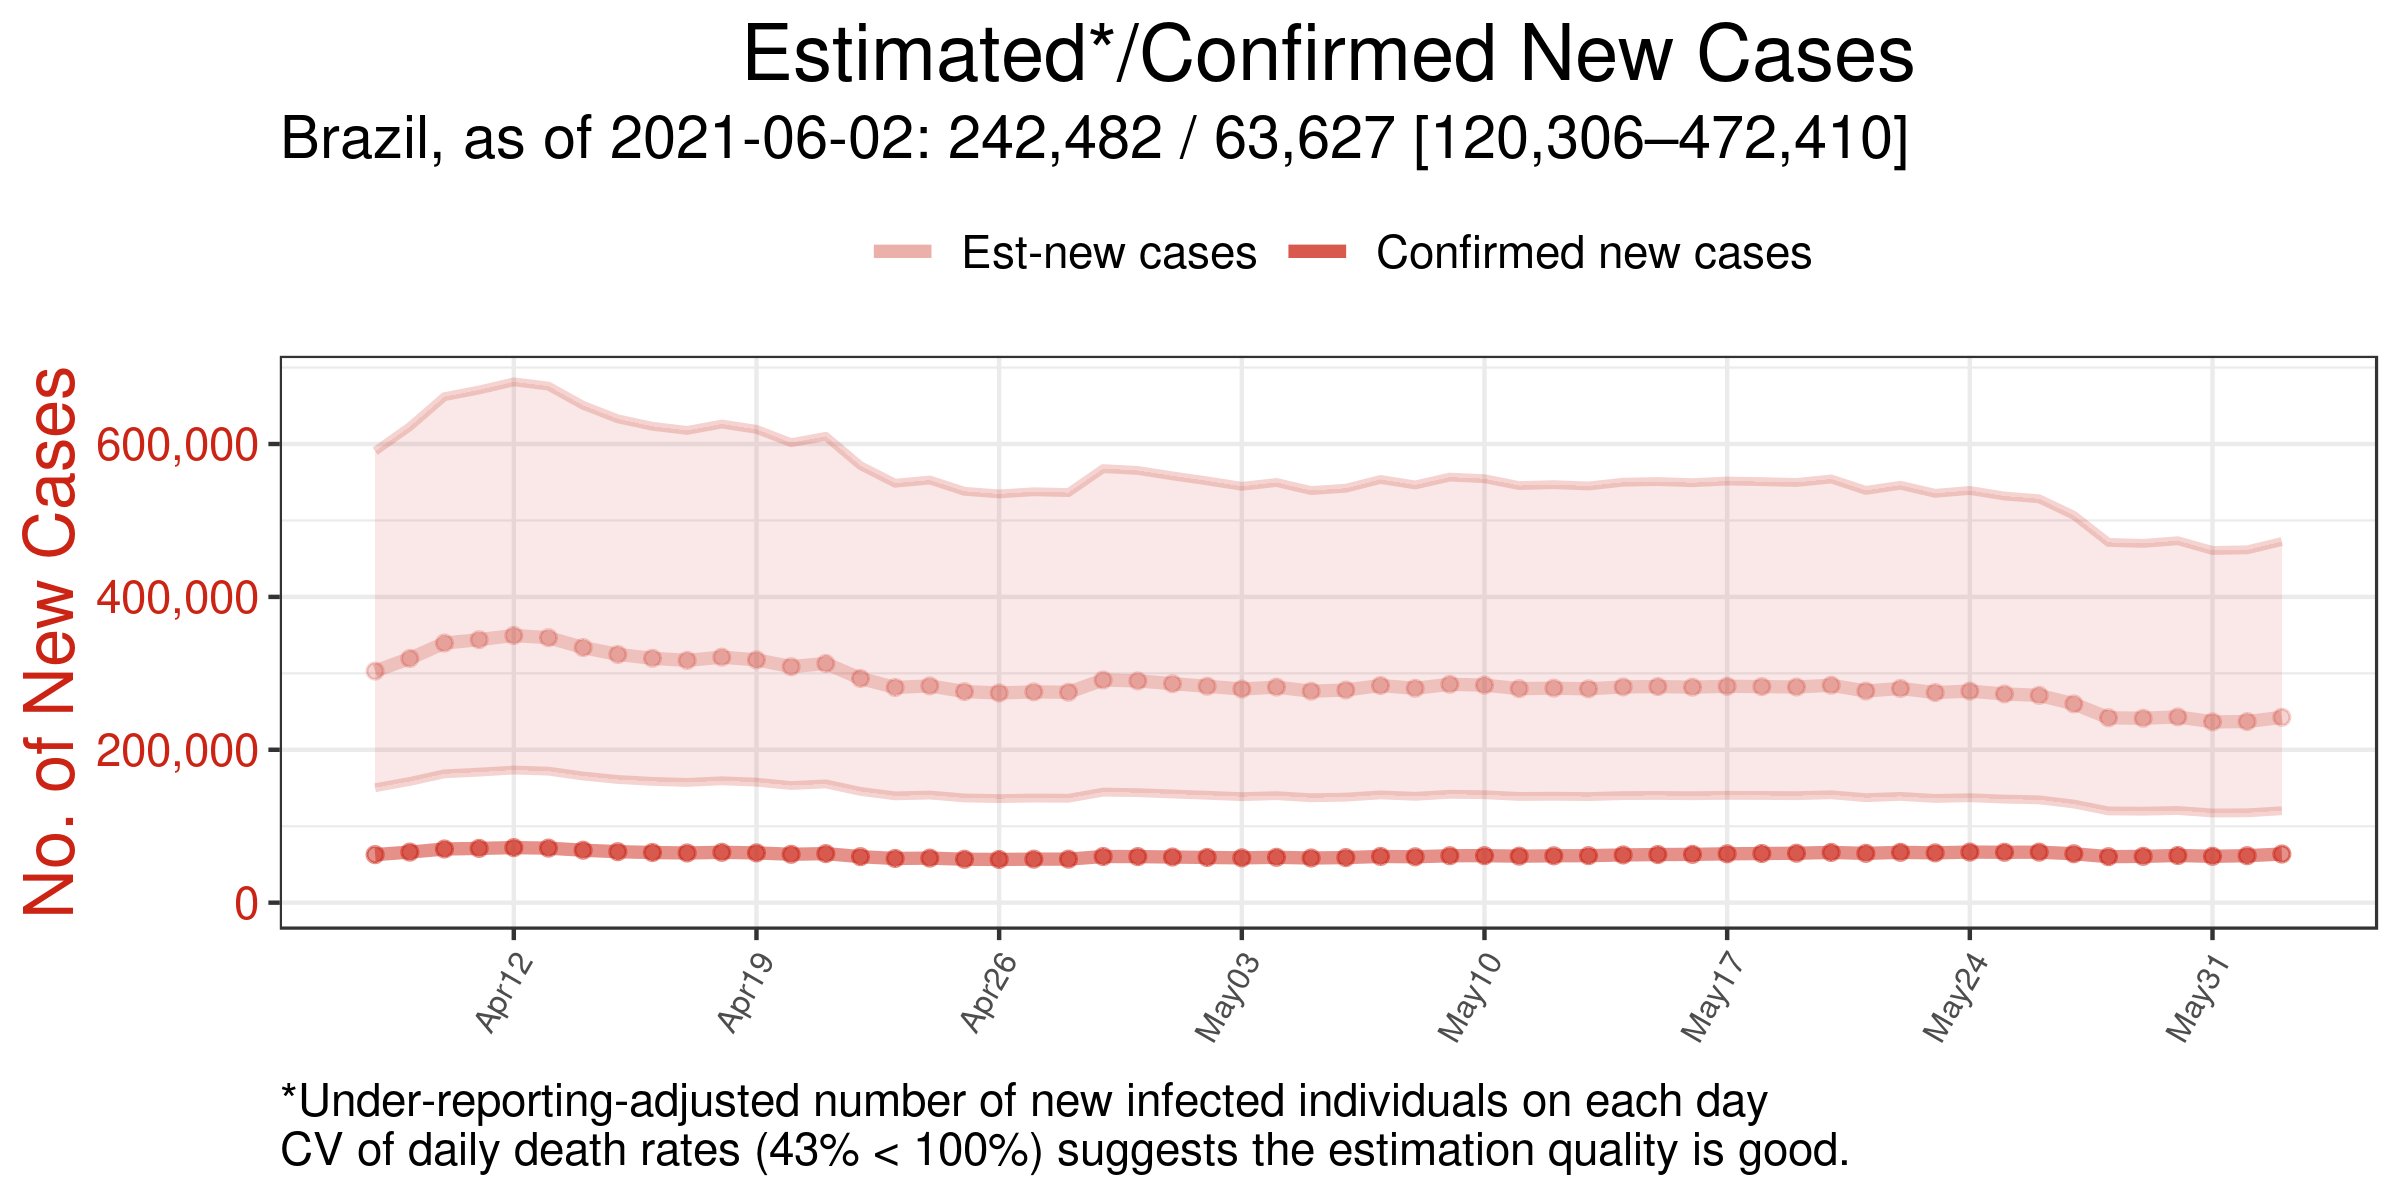 Estimated*/Confirmed New Cases
Brazil, as of 2021-06-02: 242,482 / 63,627 [120,306–472,410]
Est-new cases Confirmed new cases
No. of New Cases
600,000
400,000
200,000
0
Apr12 Apr19 Apr26 May03 May10 May17 May24 May31
*Under-reporting-adjusted number of new infected individuals on each day
CV of daily death rates (43% < 100%) suggests the estimation quality is good.